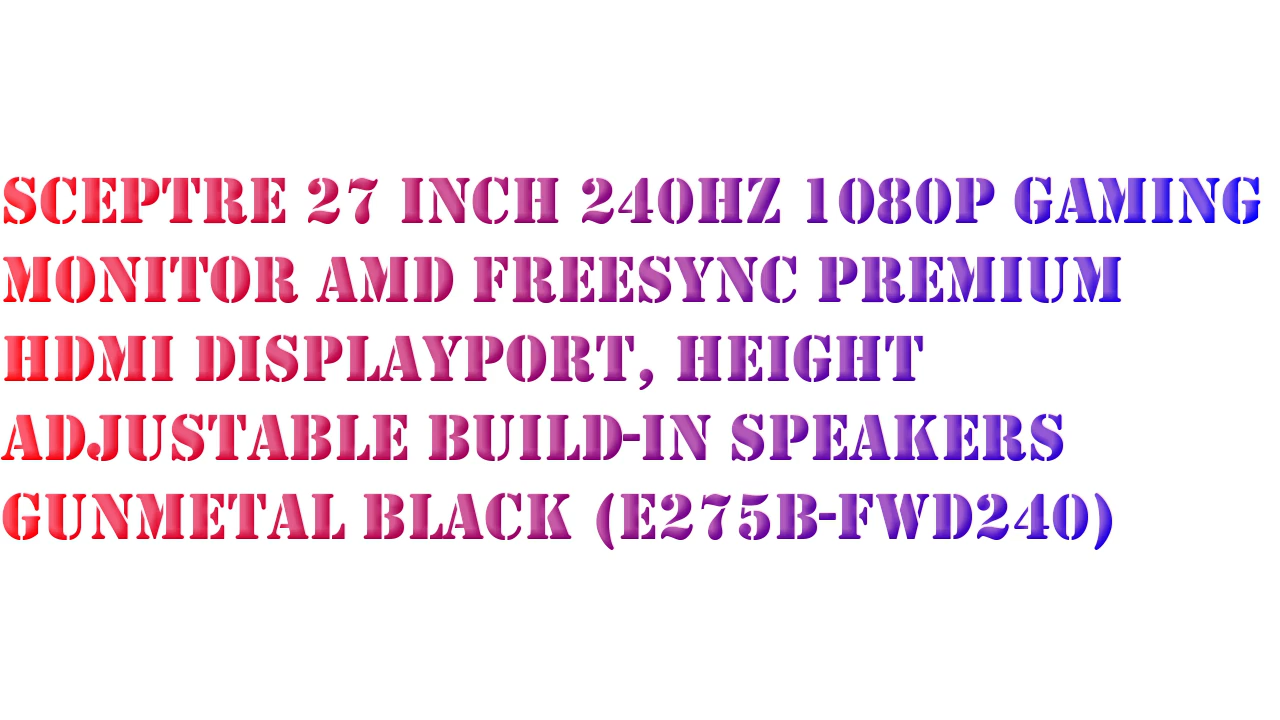 SCEPTRE 27 INCH 240HZ 1080P GAMING
MONITOR AMD FREESYNC PREMIUM
HDMI DISPLAYPORT, HEIGHT
ADJUSTABLE BUILD-IN SPEAKERS
GUNMETAL BLACK (E275B-FWD240)